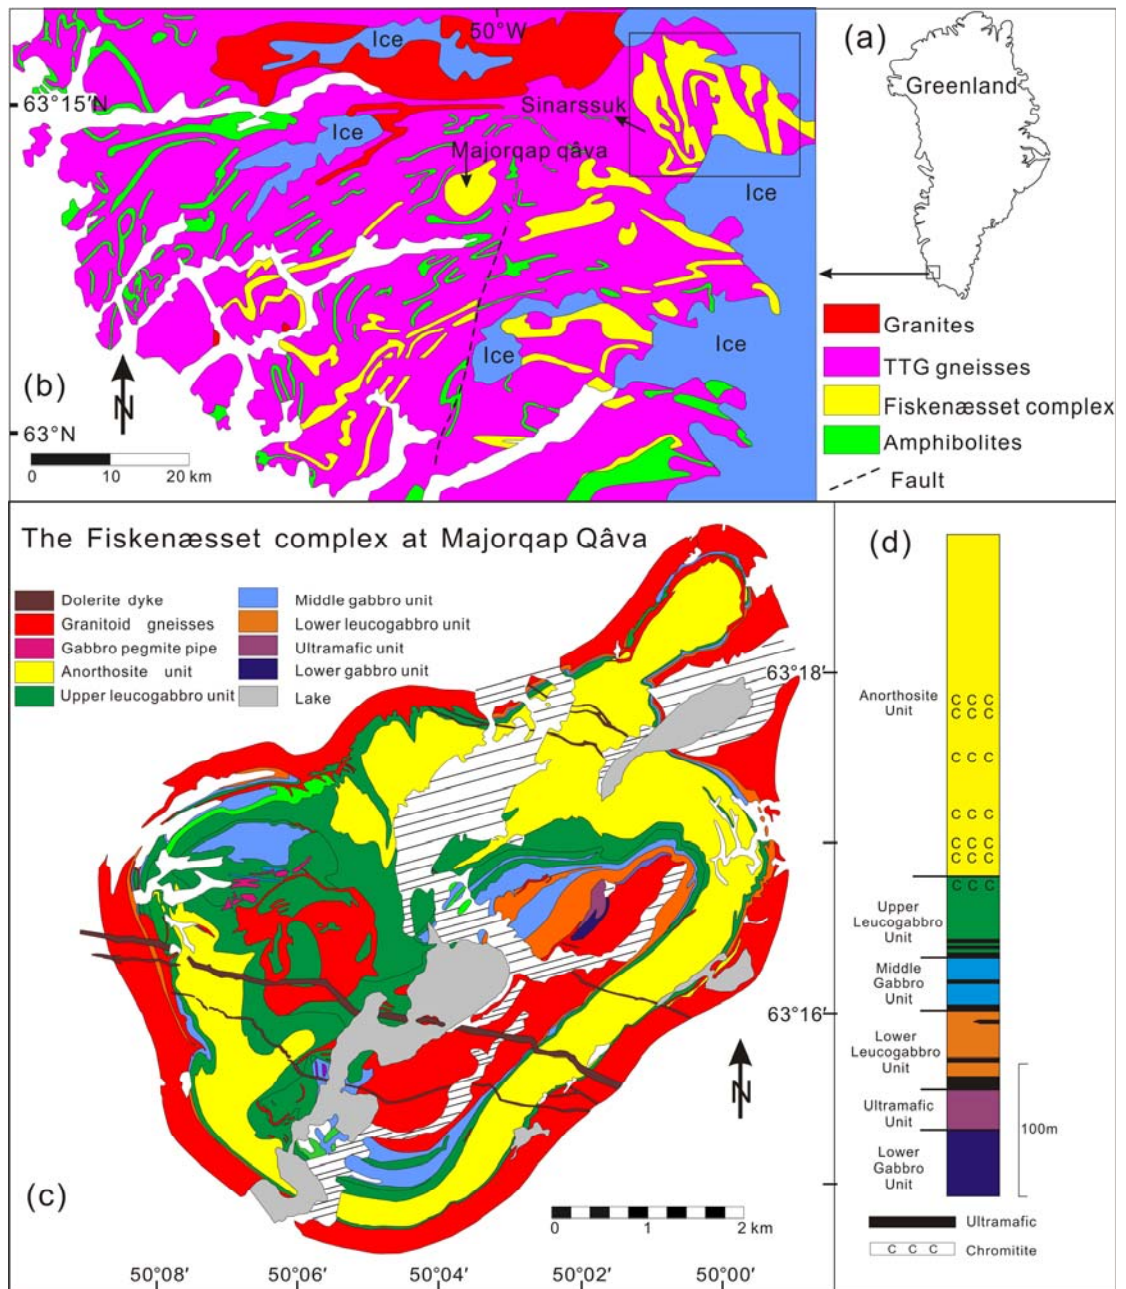 50°W
Ice
63°15'N
Sinarssuk
Ice
Majorqap qâva
Ice
Ice
Ice
(b)
N
63°N
0 10 20 km
(a)
Greenland
Granites
TTG gneisses
Fiskenæsset complex
Amphibolites
Fault
The Fiskenæsset complex at Majorqap Qâva
Dolerite dyke
Granitoid gneisses
Gabbro pegmite pipe
Anorthosite unit
Upper leucogabbro unit
Middle gabbro unit
Lower leucogabbro unit
Ultramafic unit
Lower gabbro unit
Lake
63°18'
63°16'
N
(c)
0 1 2 km
50°08'
50°06'
50°04'
50°02'
50°00'
(d)
Anorthosite
Unit
C C C
C C C
C C C
C C C
C C C
C C C
C C C
Upper
Leucogabbro
Unit
Middle
Gabbro
Unit
Lower
Leucogabbro
Unit
Ultramafic
Unit
Lower
Gabbro
Unit
100m
Ultramafic
C C C Chromitite